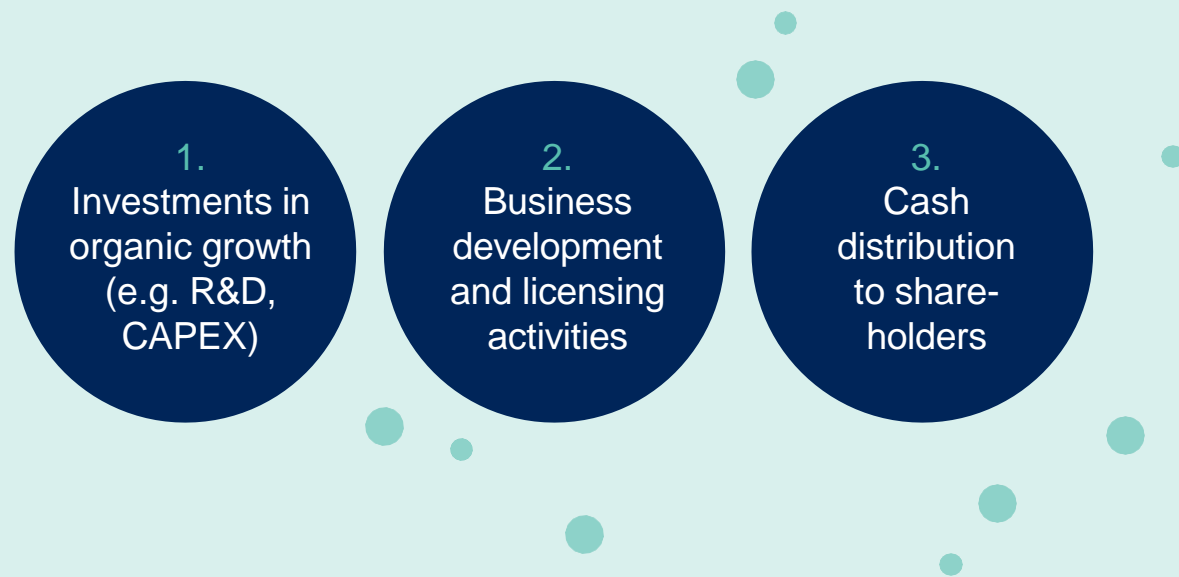 1.
Investments in
organic growth
(e.g. R&D,
CAPEX)
2.
Business
development
and licensing
activities
3.
Cash
distribution
to share-
holders